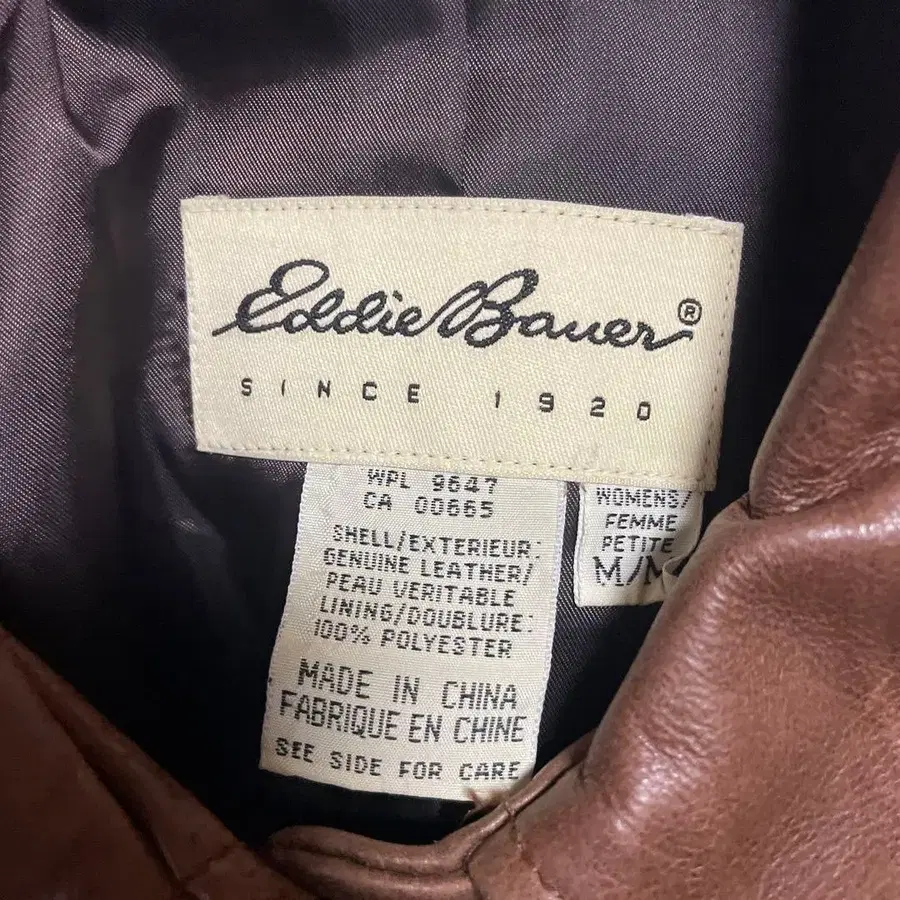 Eddie Bauer®
SINCE 1920
WPL 9647
CA 00665
SHELL/EXTERIEUR:
GENUINE LEATHER/
PEAU VERITABLE
LINING/DOUBLURE:
100% POLYESTER
MADE IN CHINA
FABRIQUE EN CHINE
SEE SIDE FOR CARE
WOMENS/
FEMME
PETITE
M/M